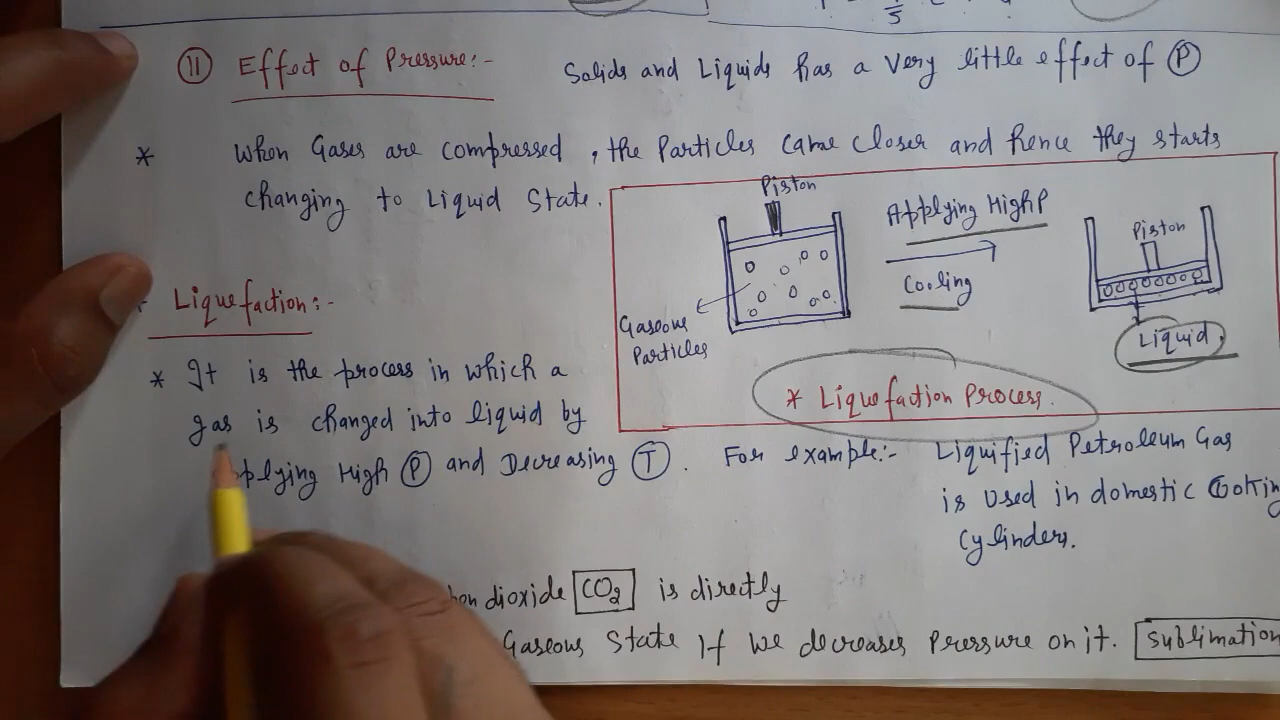 11 Effect of Pressure:- Solids and Liquids has a very little effect of P
* When Gases are compressed, the Particles came closer and hence they starts
changing to Liquid State.
Piston
Applying High P
Cooling
Piston
Gaseous
Particles
Liquid
* Liquefaction Process.
Liquefaction:-
* It is the process in which a
gas is changed into liquid by
High P and Decreasing T.
For example:- Liquified Petroleum Gas
is used in domestic
Cylinders.
dioxide CO2 is directly
Gaseous State If we decreases Pressure on it. Sublimation